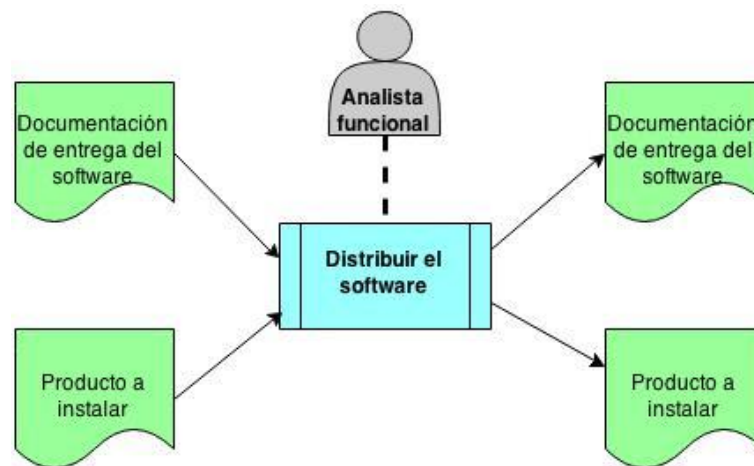 Analista
funcional
Documentación
de entrega del
software
Documentación
de entrega del
software
Distribuir el
software
Producto a
instalar
Producto a
instalar